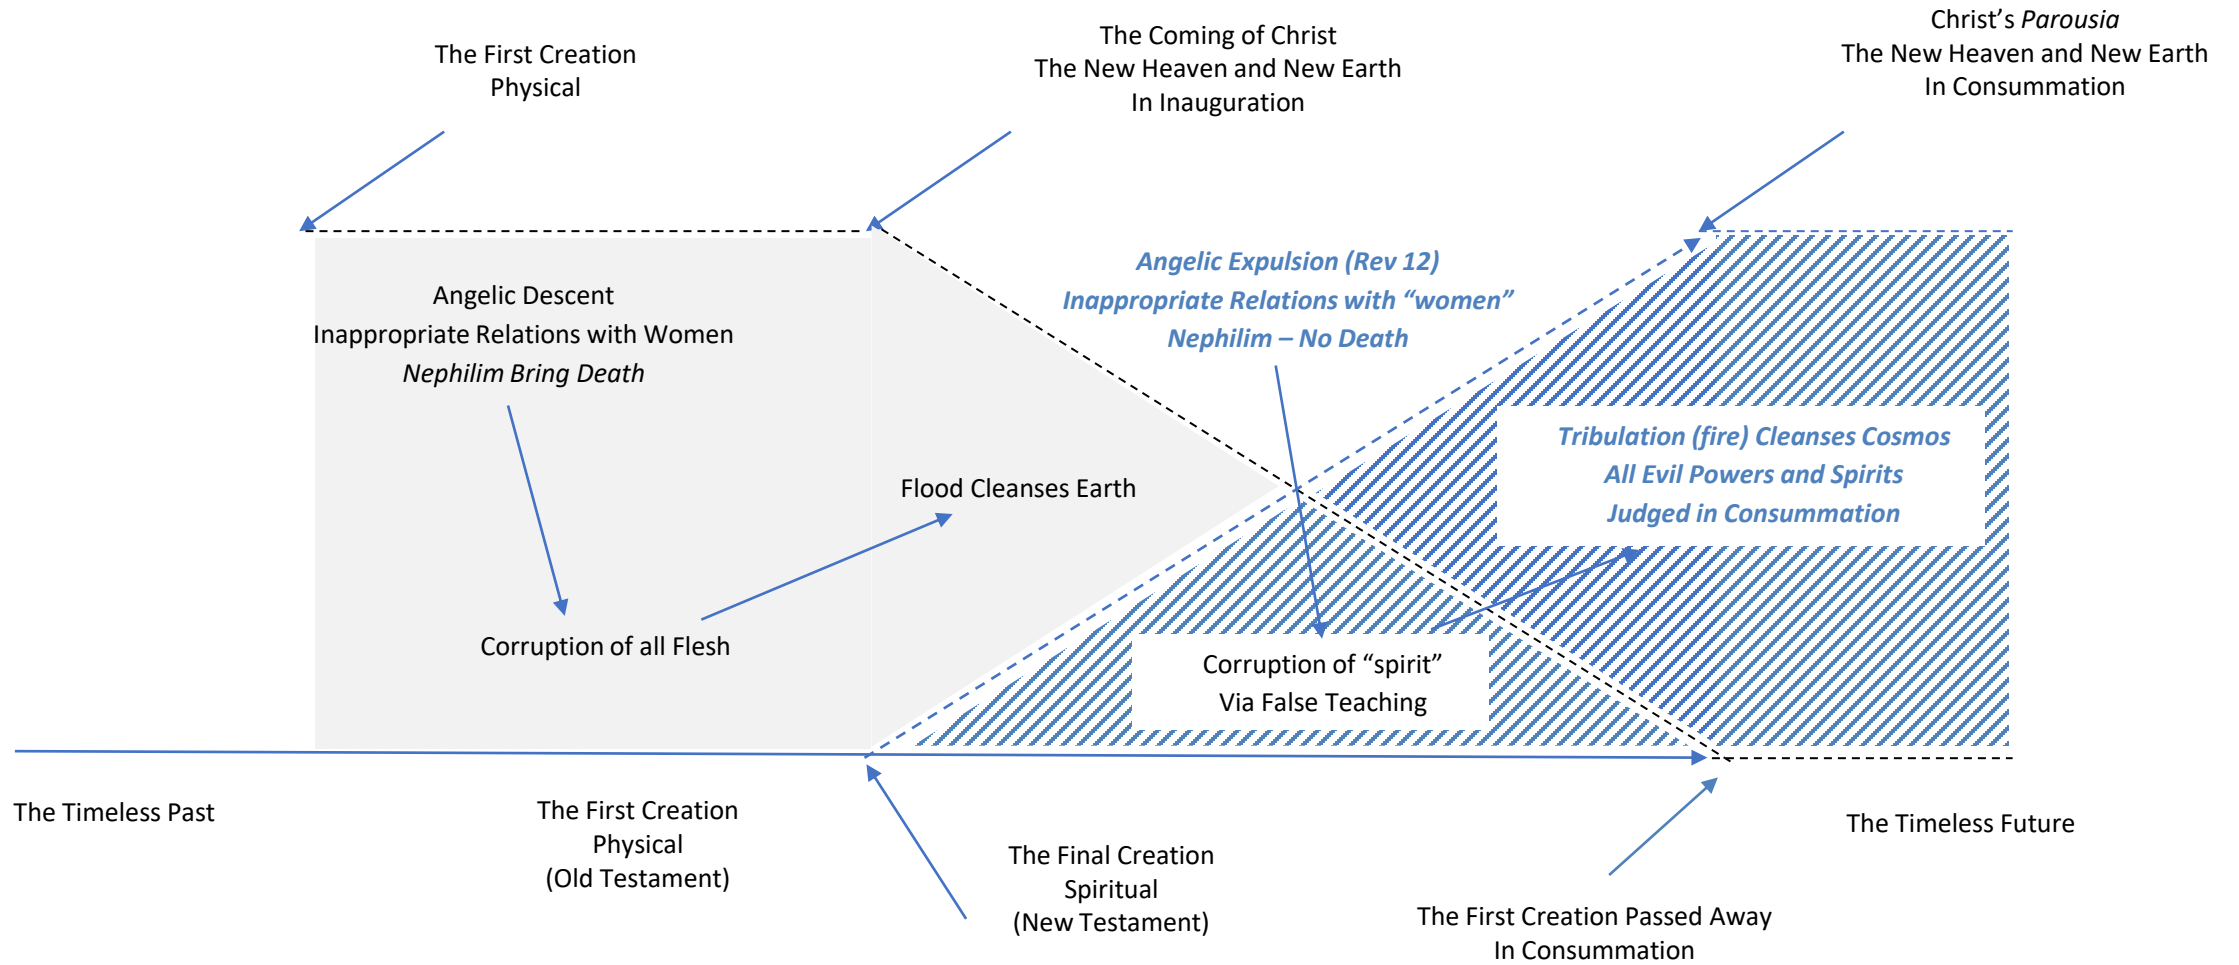 The First Creation
Physical
The Coming of Christ
The New Heaven and New Earth
In Inauguration
Christ’s Parousia
The New Heaven and New Earth
In Consummation
Angelic Descent
Inappropriate Relations with Women
Nephilim Bring Death
Angelic Expulsion (Rev 12)
Inappropriate Relations with “women”
Nephilim – No Death
Flood Cleanses Earth
Tribulation (fire) Cleanses Cosmos
All Evil Powers and Spirits
Judged in Consummation
Corruption of all Flesh
Corruption of “spirit”
Via False Teaching
The Timeless Past
The First Creation
Physical
(Old Testament)
The Final Creation
Spiritual
(New Testament)
The First Creation Passed Away
In Consummation
The Timeless Future